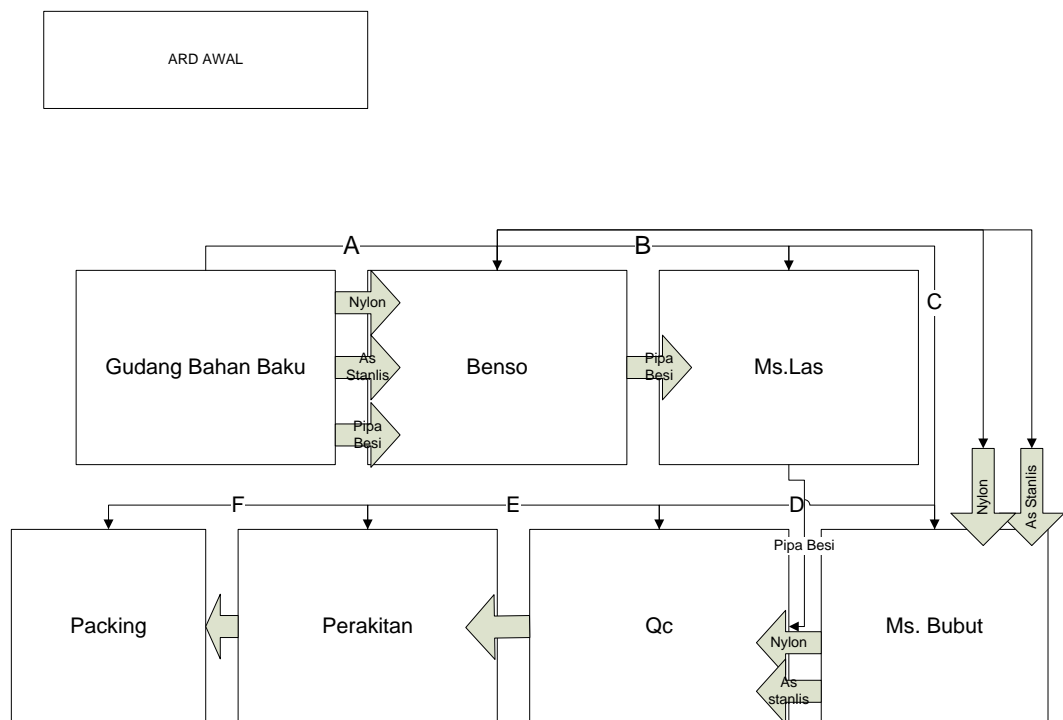 ARD AWAL
A
B
C
Nylon
As
Stanlis
Pipa
Besi
Gudang Bahan Baku
Benso
Pipa
Besi
Ms.Las
Nylon
As Stanlis
F
E
D
Pipa Besi
Packing
Perakitan
Qc
Nylon
As
stanlis
Ms. Bubut